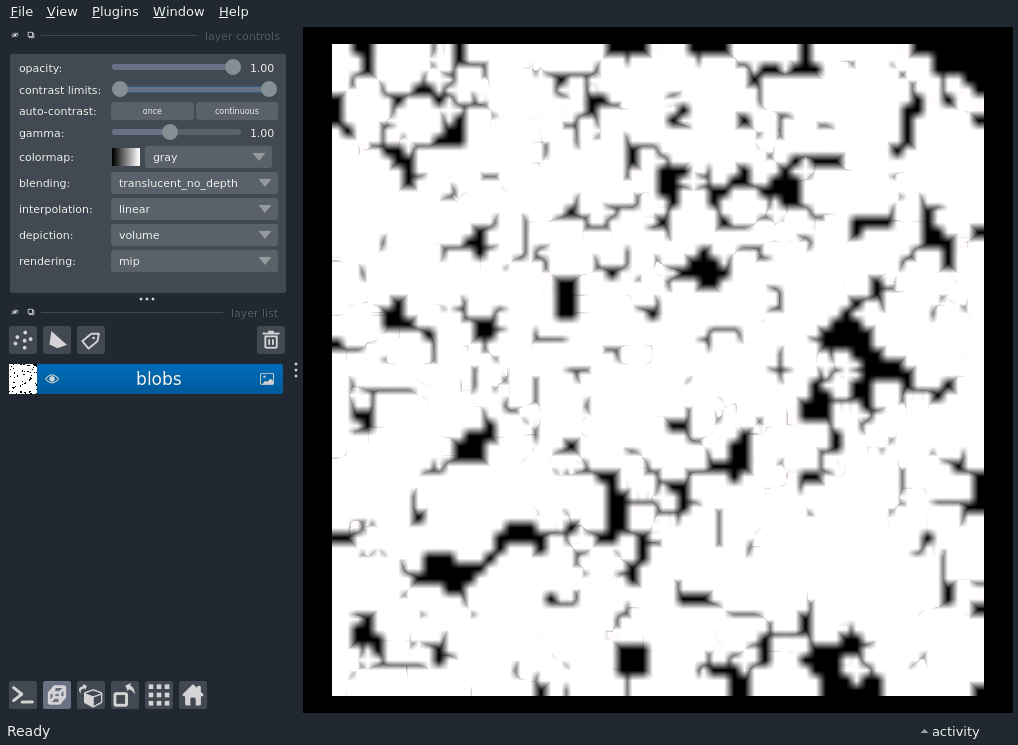 File View Plugins Window Help
layer controls
opacity: 1.00
contrast limits:
auto-contrast: once continuous
gamma: 1.00
colormap: gray
blending: translucent_no_depth
interpolation: linear
depiction: volume
rendering: mip
layer list
blobs
Ready
activity